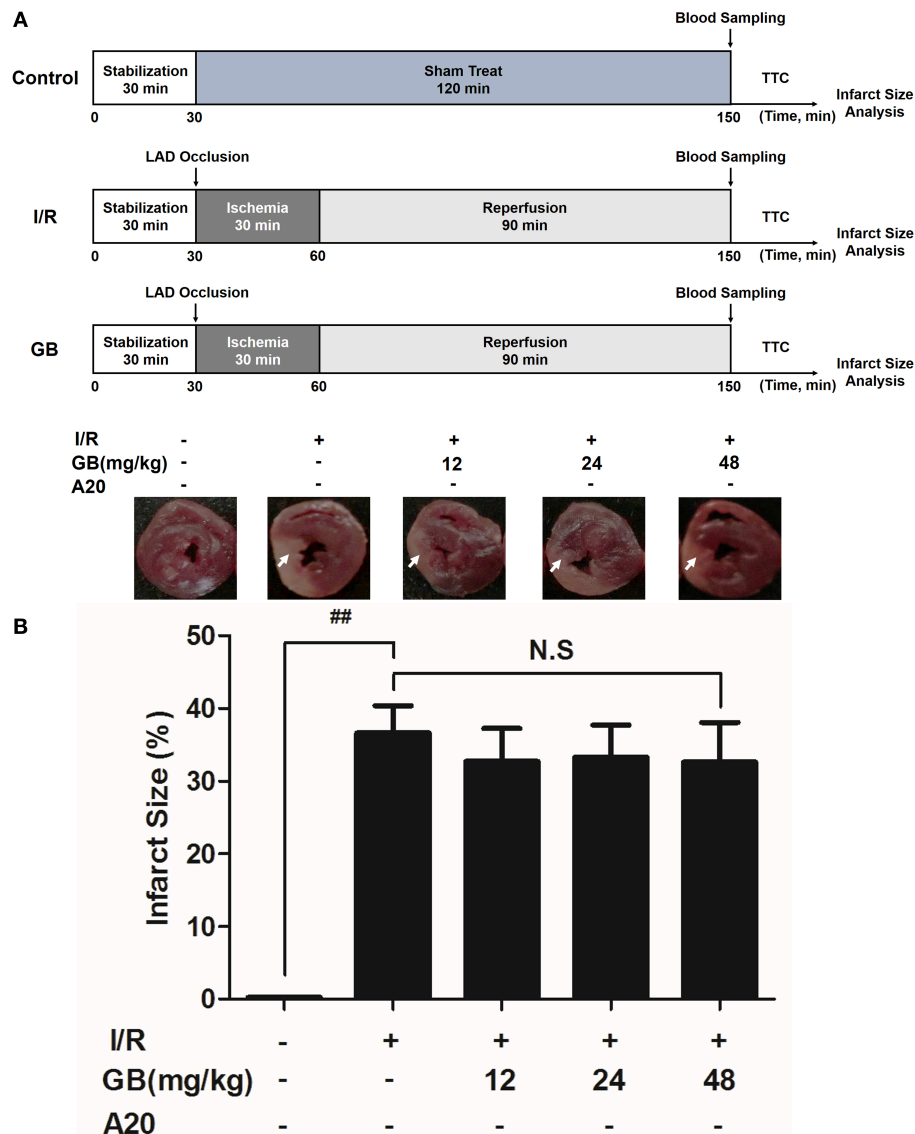 A
Blood Sampling
Control
Stabilization
30 min
Sham Treat
120 min
TTC
Infarct Size
Analysis
0 30 150 (Time, min)
LAD Occlusion Blood Sampling
I/R
Stabilization
30 min
Ischemia
30 min
Reperfusion
90 min
TTC
Infarct Size
Analysis
0 30 60 150 (Time, min)
LAD Occlusion Blood Sampling
GB
Stabilization
30 min
Ischemia
30 min
Reperfusion
90 min
TTC
Infarct Size
Analysis
0 30 60 150 (Time, min)
I/R - + + + +
GB(mg/kg) - - 12 24 48
A20 - - - - -
B
##
N.S
Infarct Size (%)
50
40
30
20
10
0
I/R - + + + +
GB(mg/kg) - - 12 24 48
A20 - - - - -